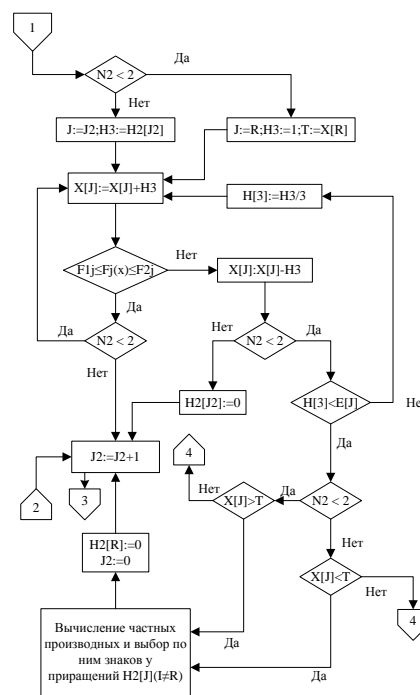 1
Да
N2 < 2
Нет
J:=J2;H3:=H2[J2]
J:=R;H3:=1;T:=X[R]
X[J]:=X[J]+H3
H[3]:=H3/3
Нет
F1j≤Fj(x)≤F2j
X[J]:X[J]-H3
Да
Да
N2 < 2
Нет
Нет
N2 < 2
Да
H2[J2]:=0
H[3]<E[J]
Не
Да
J2:=J2+1
4
2
3
Нет
X[J]>T
Да
N2 < 2
Нет
H2[R]:=0
J2:=0
X[J]<T
Нет
4
Вычисление частных
производных и выбор по
ним знаков у
приращений H2[J](I≠R)
Да
Да